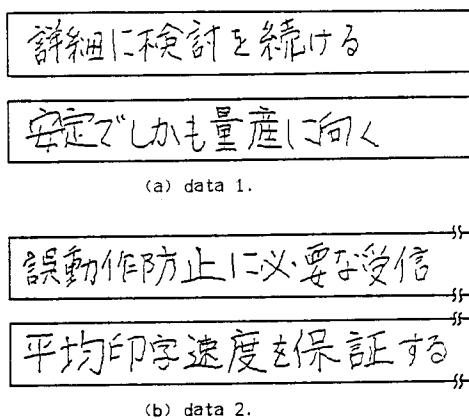 詳細に検討を続ける
安定でしかも量産に向く
(a) data 1.
誤動作防止に必要な受信
平均印字速度を保証する
(b) data 2.